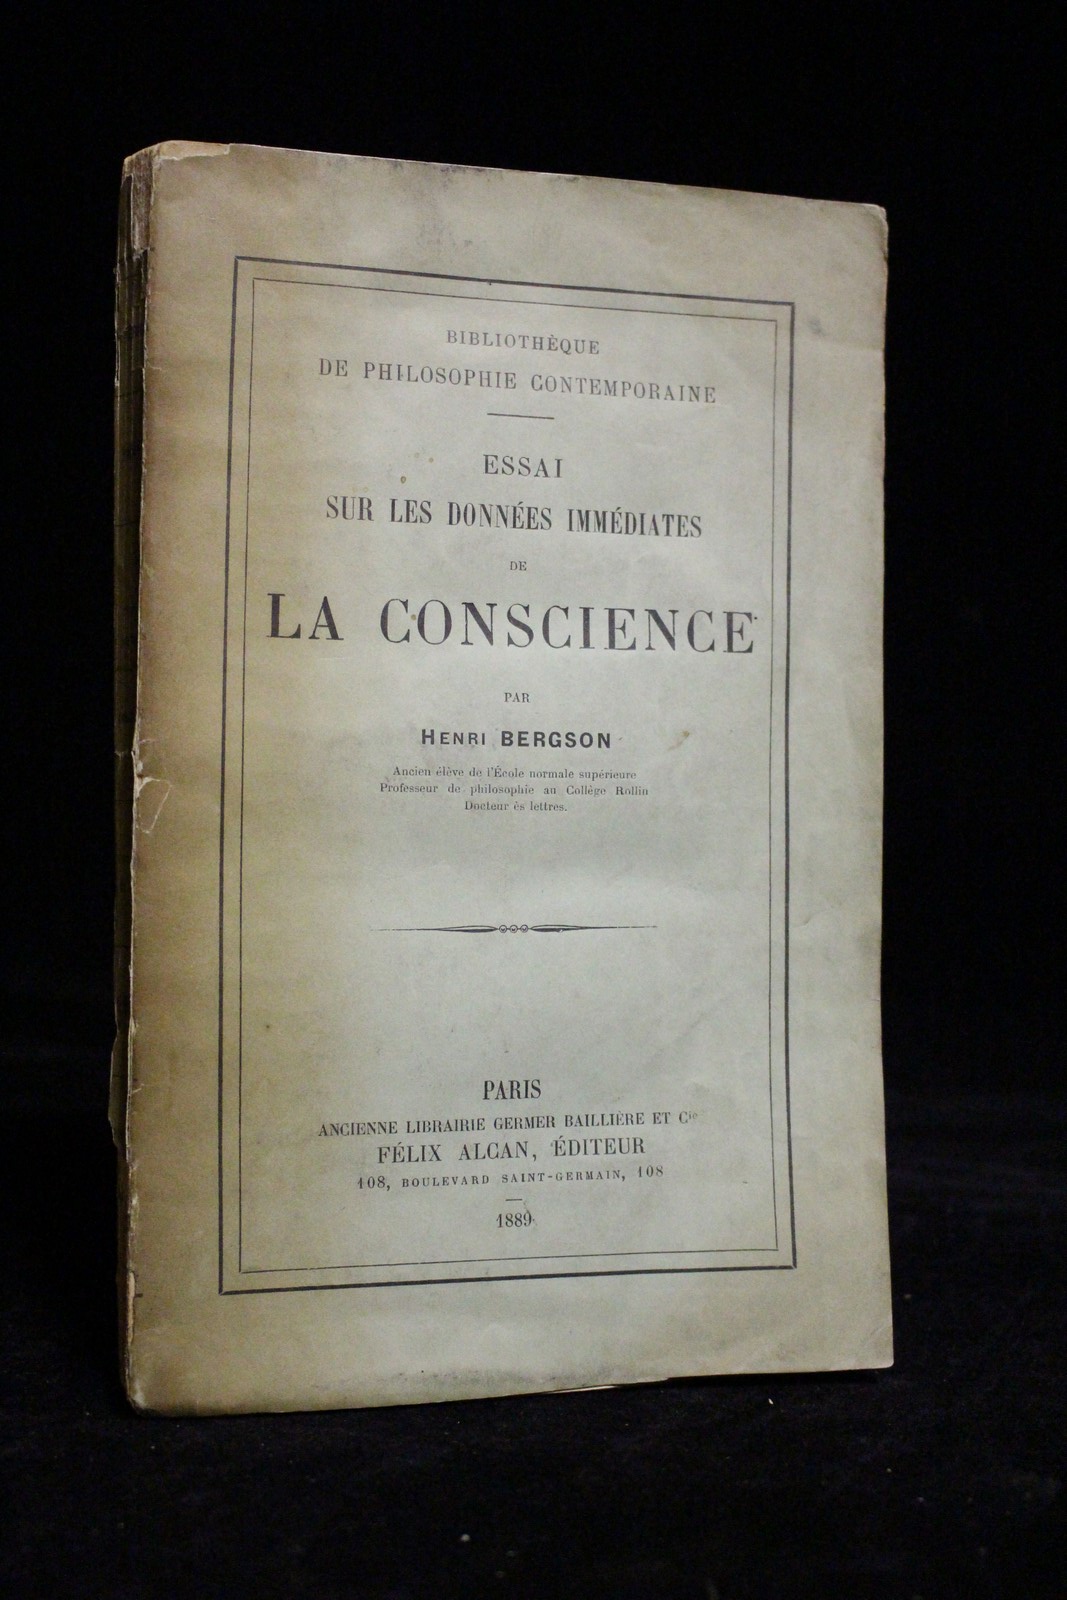 BIBLIOTHÈQUE
DE PHILOSOPHIE CONTEMPORAINE
ESSAI
SUR LES DONNÉES IMMÉDIATES
DE
LA CONSCIENCE
PAR
HENRI BERGSON
Ancien élève de l'École normale supérieure
Professeur de philosophie au Collège Rollin
Docteur ès lettres.
PARIS
ANCIENNE LIBRAIRIE GERMER BAILLIÈRE ET Cie
FÉLIX ALCAN, ÉDITEUR
108, BOULEVARD SAINT-GERMAIN, 108
1889